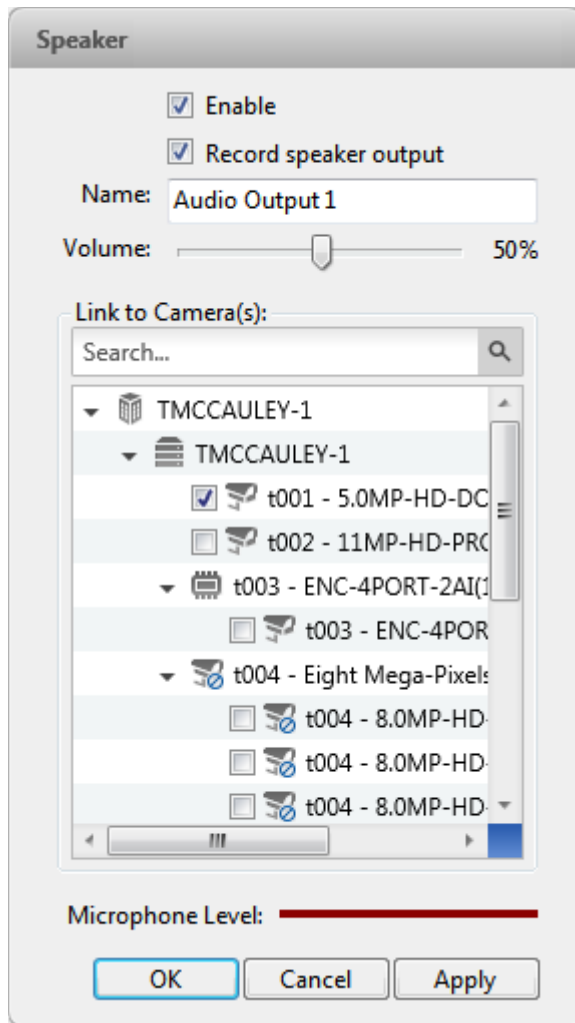 Speaker
Enable
Record speaker output
Name: Audio Output 1
Volume: 50%
Link to Camera(s):
Search...
TMCCAULEY-1
TMCCAULEY-1
t001 - 5.0MP-HD-DC
t002 - 11MP-HD-PRO
t003 - ENC-4PORT-2AI(1
t003 - ENC-4POR
t004 - Eight Mega-Pixels
t004 - 8.0MP-HD-
t004 - 8.0MP-HD-
t004 - 8.0MP-HD-
Microphone Level:
OK Cancel Apply